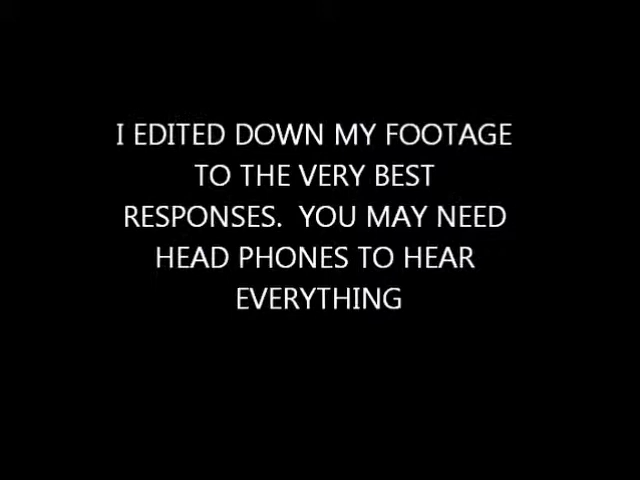 I EDITED DOWN MY FOOTAGE
TO THE VERY BEST
RESPONSES.  YOU MAY NEED
HEAD PHONES TO HEAR
EVERYTHING